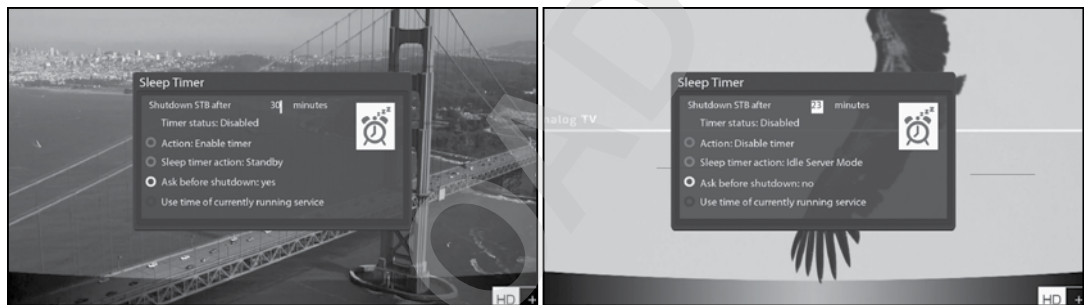 Sleep Timer
Shutdown STB after 30 minutes
Timer status: Disabled
Action: Enable timer
Sleep timer action: Standby
Ask before shutdown: yes
Use time of currently running service
z z z
HD +
Sleep Timer
Shutdown STB after 23 minutes
Timer status: Disabled
Action: Disable timer
Sleep timer action: Idle Server Mode
Ask before shutdown: no
Use time of currently running service
z z z
nalog TV
HD +